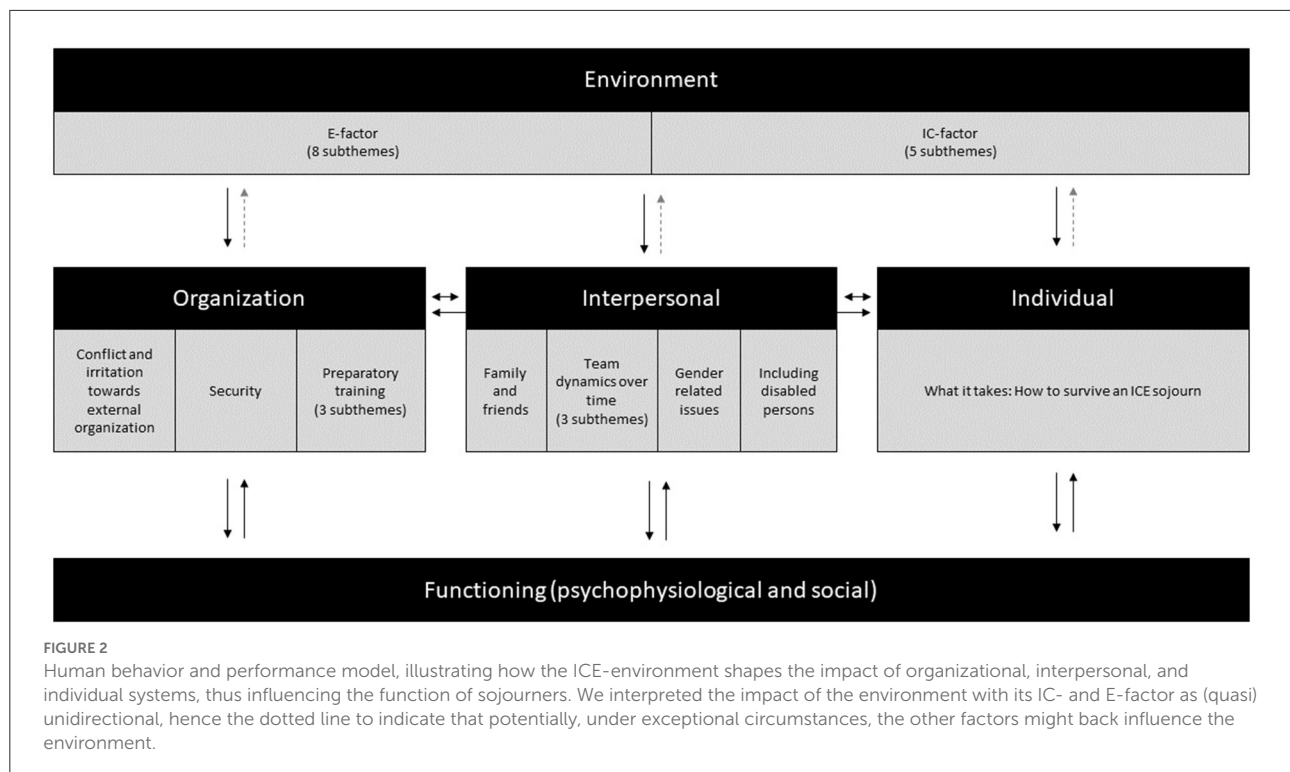 Environment
E-factor
(8 subthemes)
IC-factor
(5 subthemes)
Organization
Interpersonal
Individual
Conflict and
irritation
towards
external
organization
Security
Preparatory
training
(3 subthemes)
Family
and
friends
Team
dynamics over
time
(3 subthemes)
Gender
related
issues
Including
disabled
persons
What it takes: How to survive an ICE sojourn
Functioning (psychophysiological and social)
FIGURE 2
Human behavior and performance model, illustrating how the ICE-environment shapes the impact of organizational, interpersonal, and
individual systems, thus influencing the function of sojourners. We interpreted the impact of the environment with its IC- and E-factor as (quasi)
unidirectional, hence the dotted line to indicate that potentially, under exceptional circumstances, the other factors might back influence the
environment.